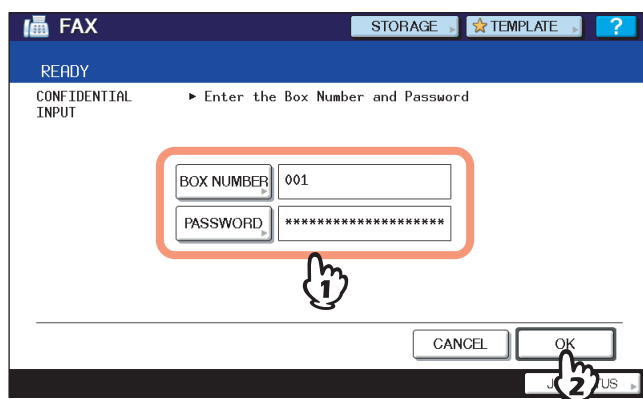 FAX
STORAGE
TEMPLATE
?
READY
CONFIDENTIAL INPUT
► Enter the Box Number and Password
BOX NUMBER
001
PASSWORD
********************
1
CANCEL
OK
2